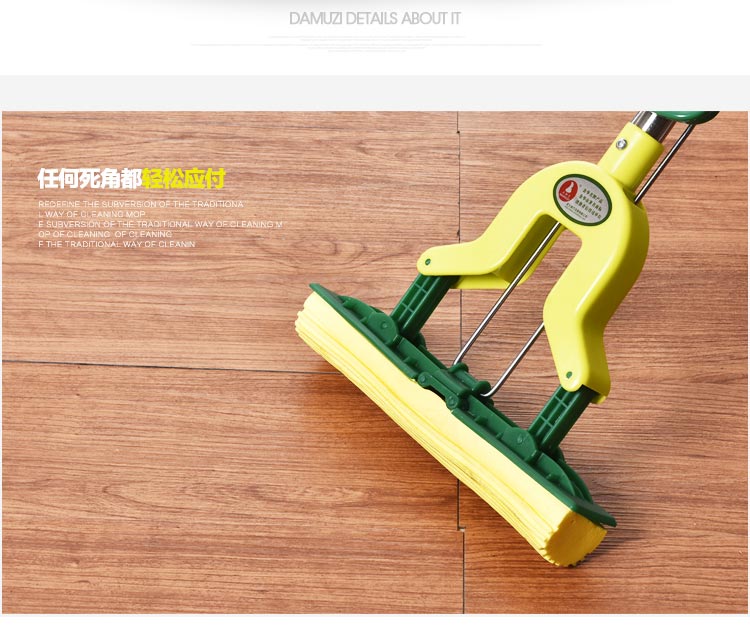 DAMUZI DETAILS ABOUT IT
任何死角都轻松应付
REDEFINE THE SUBVERSION OF THE TRADITIONA
L WAY OF CLEANING MOP.
E SUBVERSION OF THE TRADITIONAL WAY OF CLEANING M
OP OF CLEANING  OF CLEANING
F THE TRADITIONAL WAY OF CLEANIN